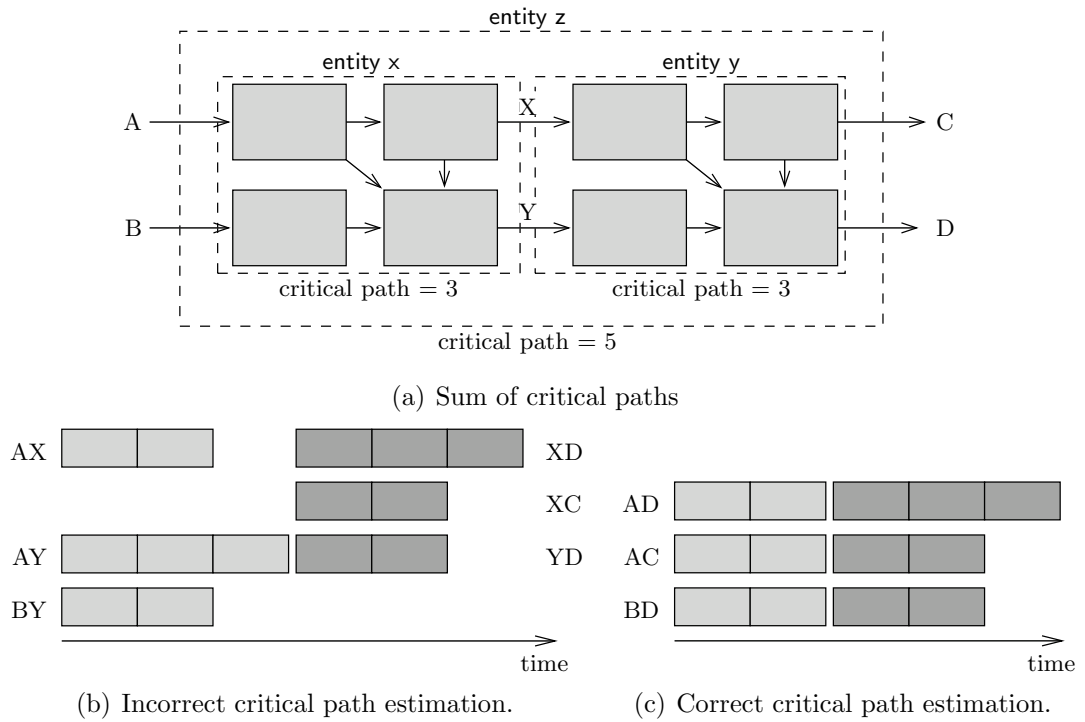 entity z
entity x
entity y
A
X
C
B
Y
D
critical path = 3
critical path = 3
critical path = 5
(a) Sum of critical paths
AX
XD
XC
AY
YD
BY
time
(b) Incorrect critical path estimation.
AD
AC
BD
time
(c) Correct critical path estimation.